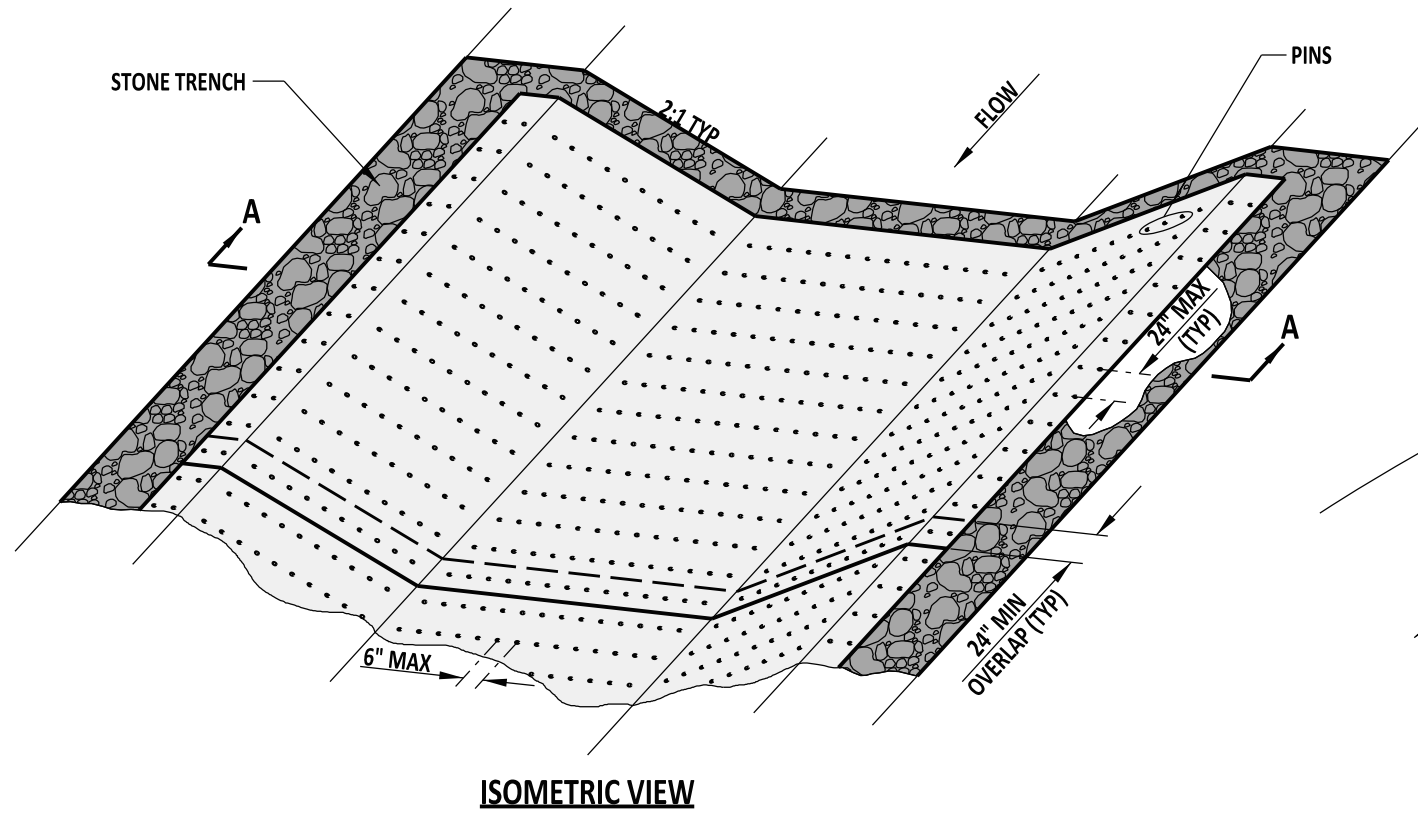 STONE TRENCH
PINS
2:1 TYP
FLOW
A
24" MAX
(TYP)
A
24" MIN
OVERLAP (TYP)
6" MAX
ISOMETRIC VIEW